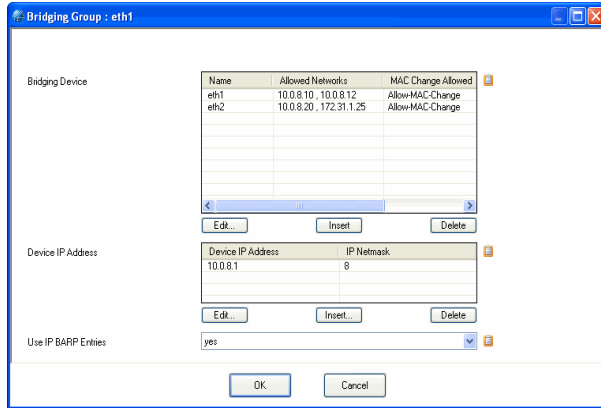 Bridging Group : eth1
Bridging Device
Name Allowed Networks MAC Change Allowed
eth1 10.0.8.10 , 10.0.8.12 Allow-MAC-Change
eth2 10.0.8.20 , 172.31.1.25 Allow-MAC-Change
Edit... Insert Delete
Device IP Address
Device IP Address IP Netmask
10.0.8.1 8
Edit... Insert... Delete
Use IP BARP Entries yes
OK Cancel